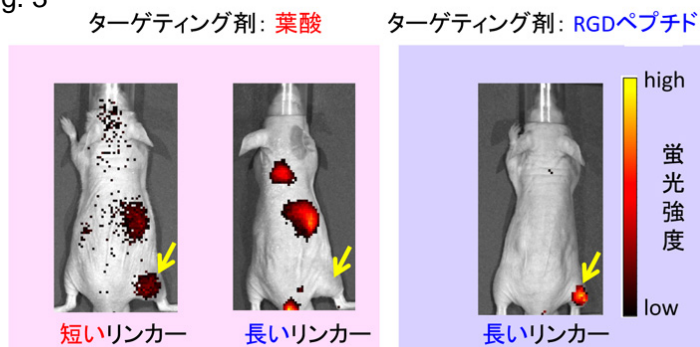 g. 3
ターゲティング剤: 葉酸
ターゲティング剤: RGDペプチド
短いリンカー
長いリンカー
長いリンカー
high
蛍光強度
low